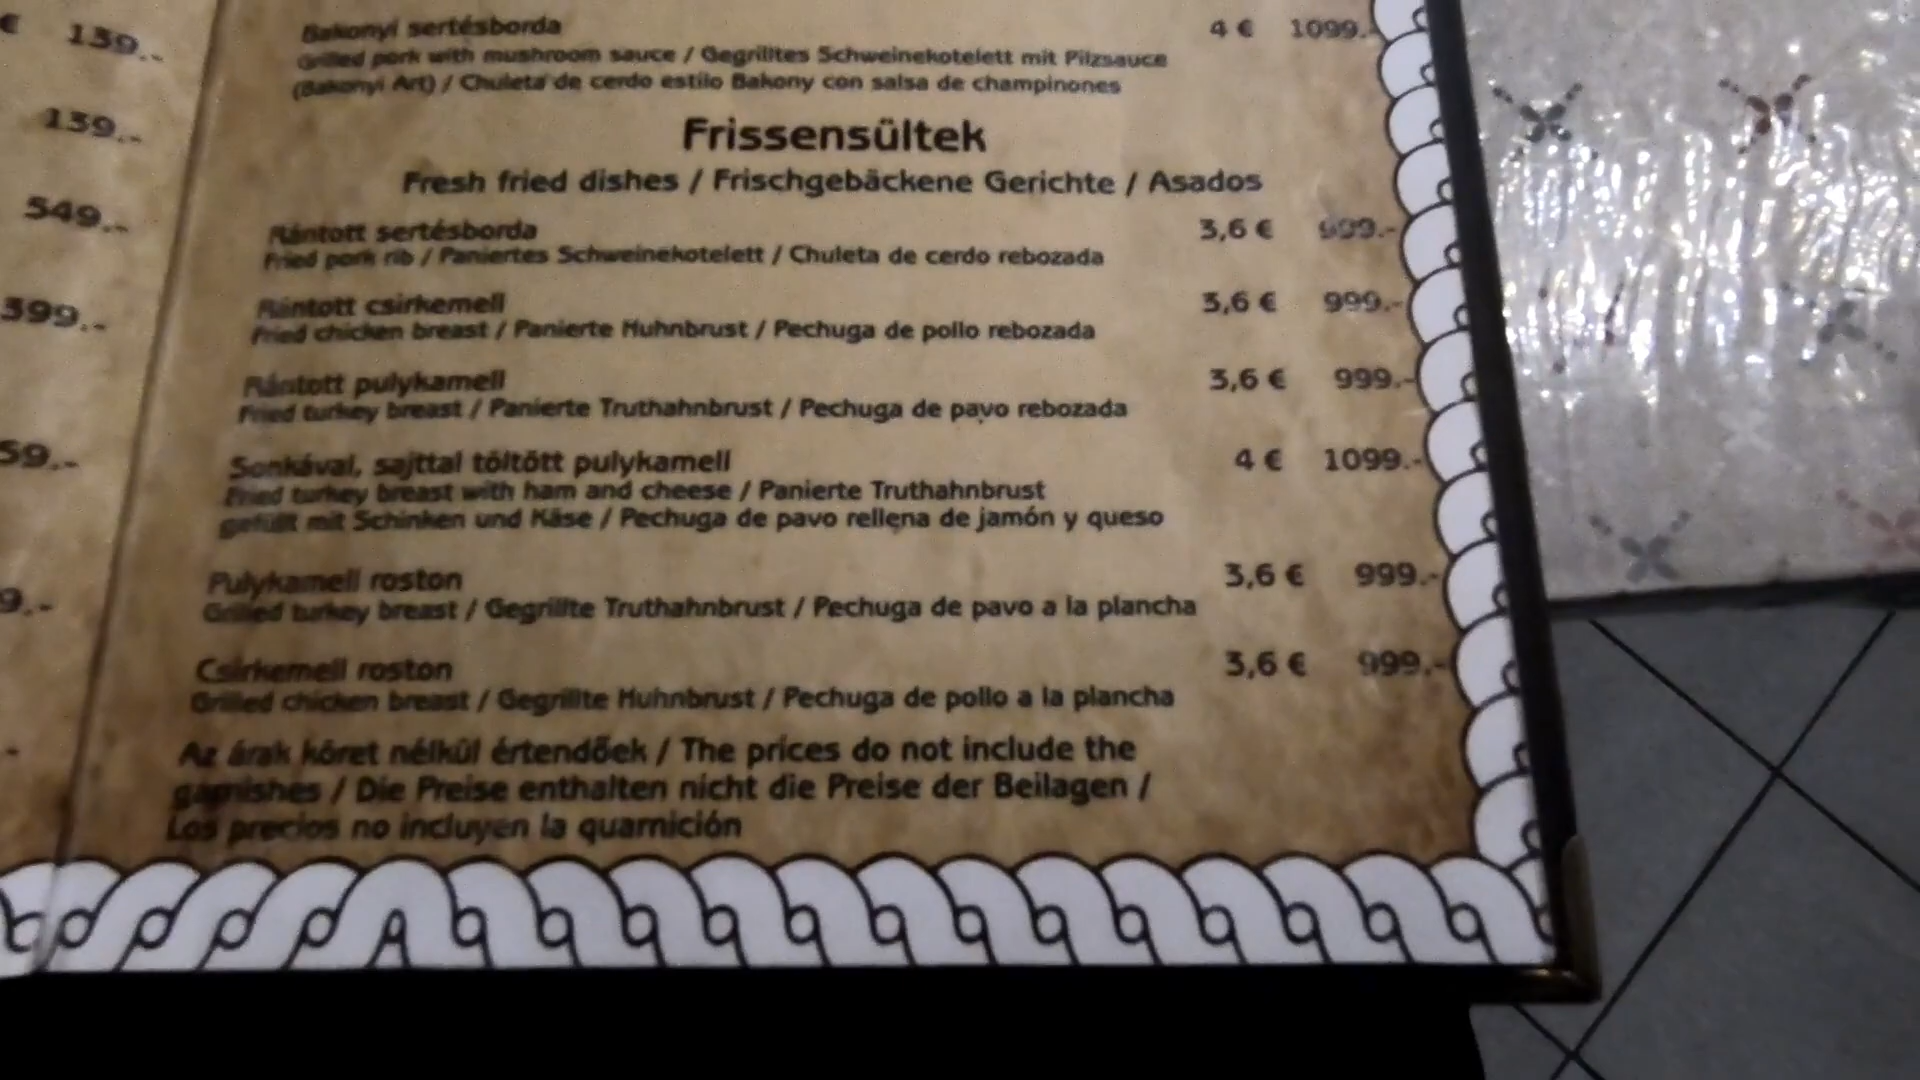 € 139.-
139.-
549.-
399.-
59.-
9.-
-
Bakonyi sertésborda 4 € 1099.-
Grilled pork with mushroom sauce / Gegrilltes Schweinekotelett mit Pilzsauce
(Bakonyi Art) / Chuleta de cerdo estilo Bakony con salsa de champinones
Frissensültek
Fresh fried dishes / Frischgebäckene Gerichte / Asados
Rántott sertésborda 3,6 € 999.-
Fried pork rib / Paniertes Schweinekotelett / Chuleta de cerdo rebozada
Rántott csirkemell 3,6 € 999.-
Fried chicken breast / Panierte Huhnbrust / Pechuga de pollo rebozada
Rántott pulykamell 3,6 € 999.-
Fried turkey breast / Panierte Truthahnbrust / Pechuga de pavo rebozada
Sonkával, sajttal töltött pulykamell 4 € 1099.-
Fried turkey breast with ham and cheese / Panierte Truthahnbrust
gefüllt mit Schinken und Käse / Pechuga de pavo rellena de jamón y queso
Pulykamell roston 3,6 € 999.-
Grilled turkey breast / Gegrillte Truthahnbrust / Pechuga de pavo a la plancha
Csirkemell roston 3,6 € 999.-
Grilled chicken breast / Gegrillte Huhnbrust / Pechuga de pollo a la plancha
Az árak köret nélkül értendőek / The prices do not include the
garnishes / Die Preise enthalten nicht die Preise der Beilagen /
Los precios no incluyen la quarnición